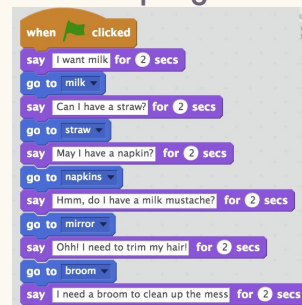 when clicked
say I want milk for 2 secs
go to milk
say Can I have a straw? for 2 secs
go to straw
say May I have a napkin? for 2 secs
go to napkins
say Hmm, do I have a milk mustache? for 2 secs
go to mirror
say Ohh! I need to trim my hair! for 2 secs
go to broom
say I need a broom to clean up the mess for 2 secs